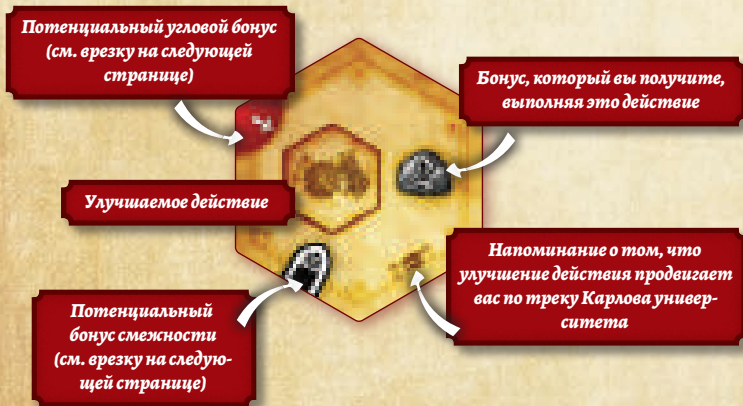 Потенциальный угловой бонус
(см. врезку на следующей
странице)
Бонус, который вы получите,
выполняя это действие
Улучшаемое действие
Напоминание о том, что
улучшение действия продвигает
вас по треку Карлова универ-
ситета
Потенциальный
бонус смежности
(см. врезку на следую-
щей странице)